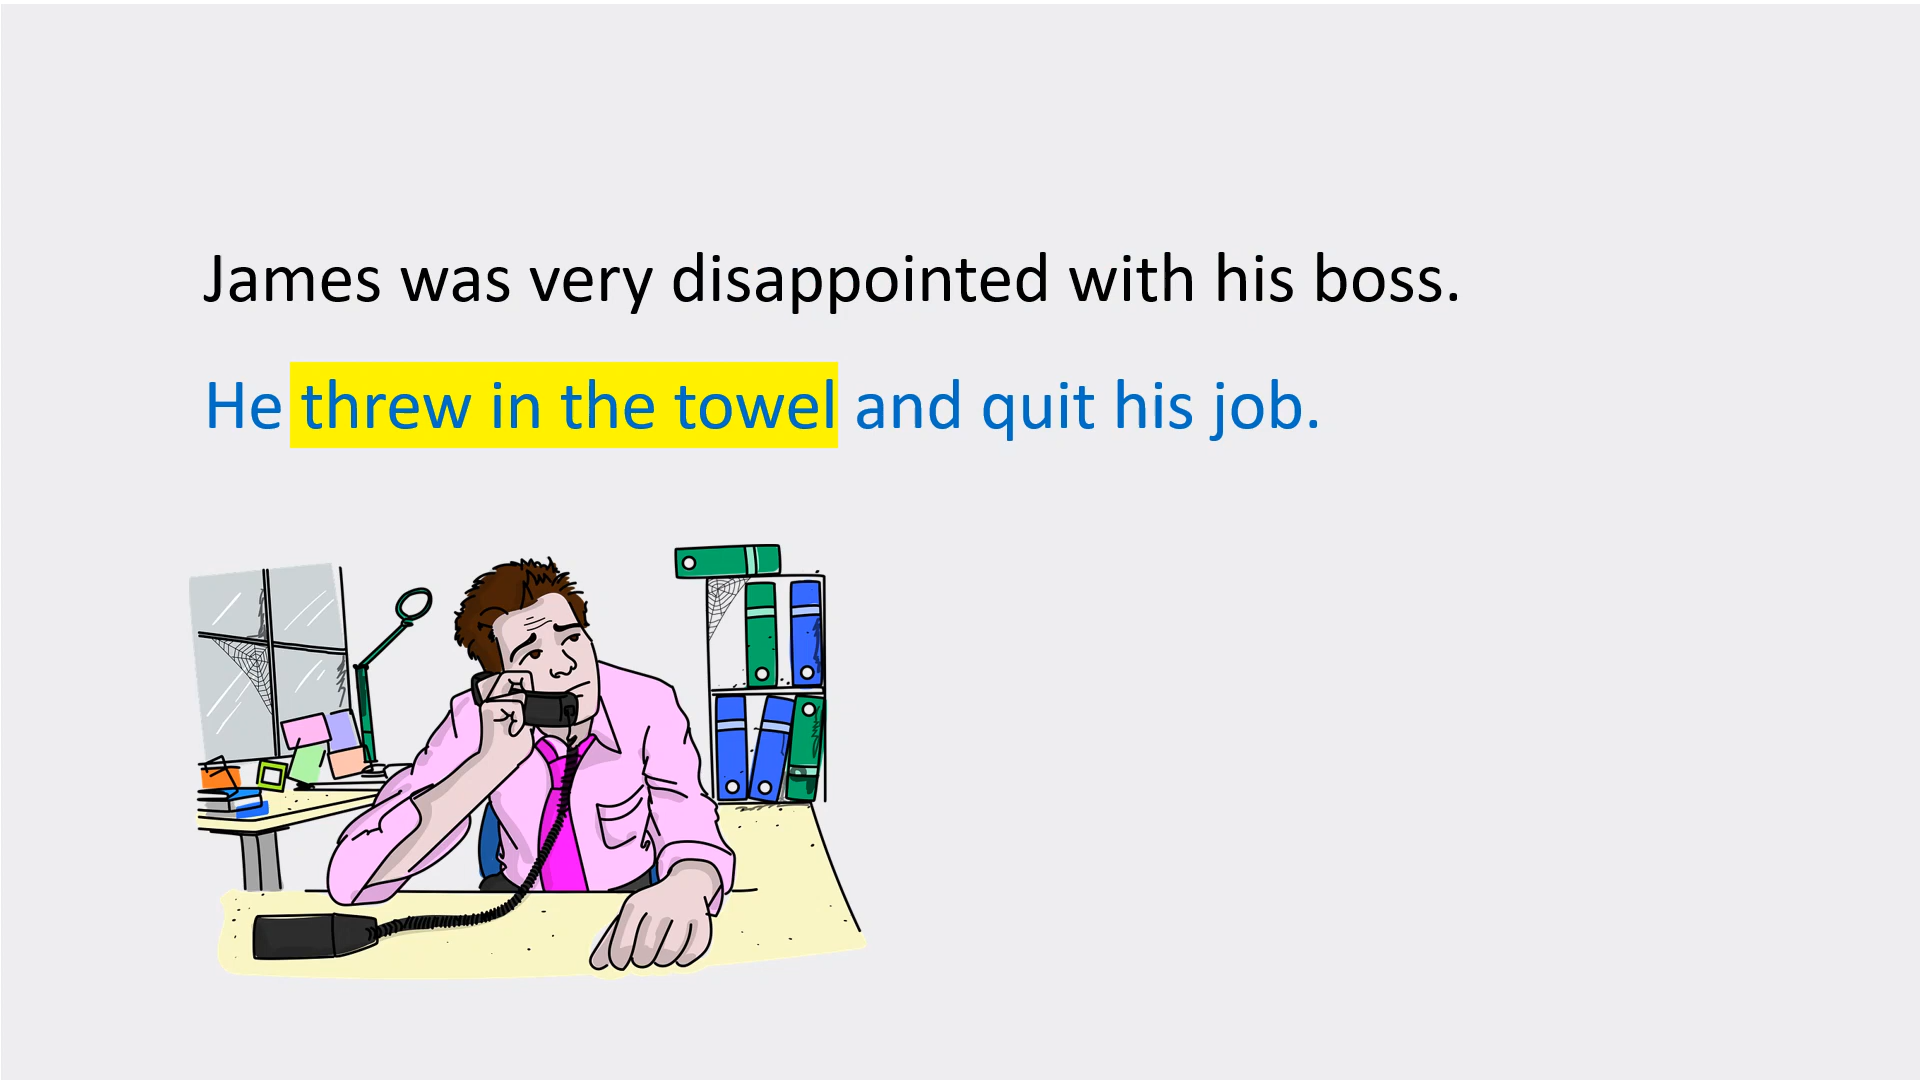 James was very disappointed with his boss.
He threw in the towel and quit his job.